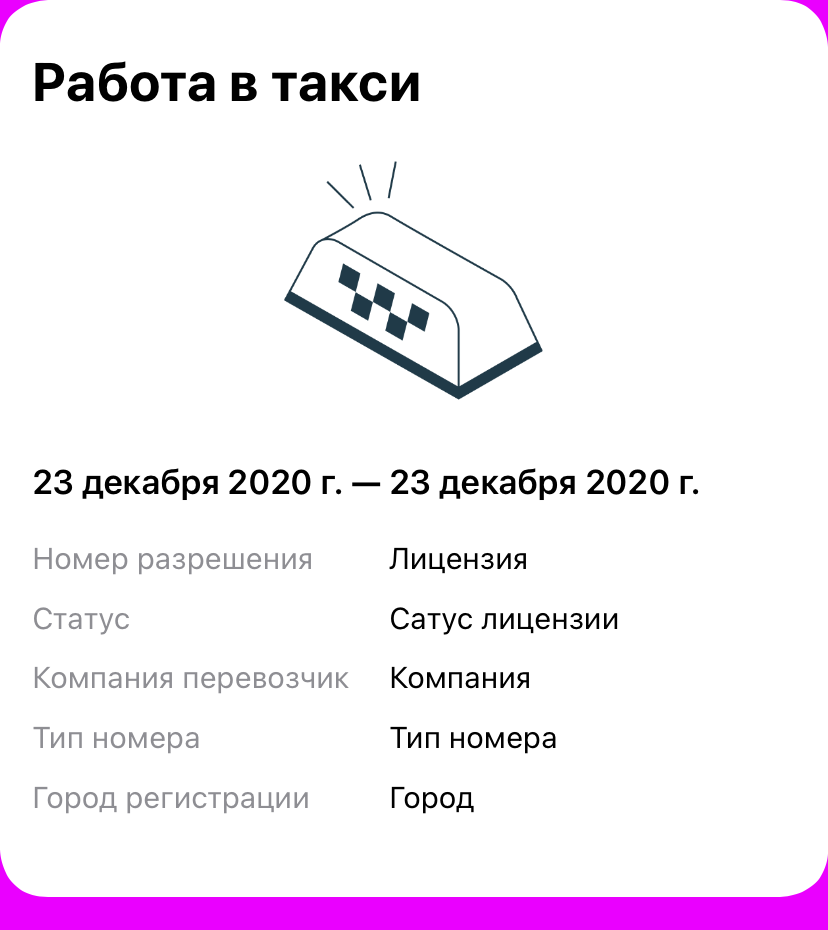 Работа в такси
23 декабря 2020 г. — 23 декабря 2020 г.
Номер разрешения Лицензия
Статус Сатус лицензии
Компания перевозчик Компания
Тип номера Тип номера
Город регистрации Город